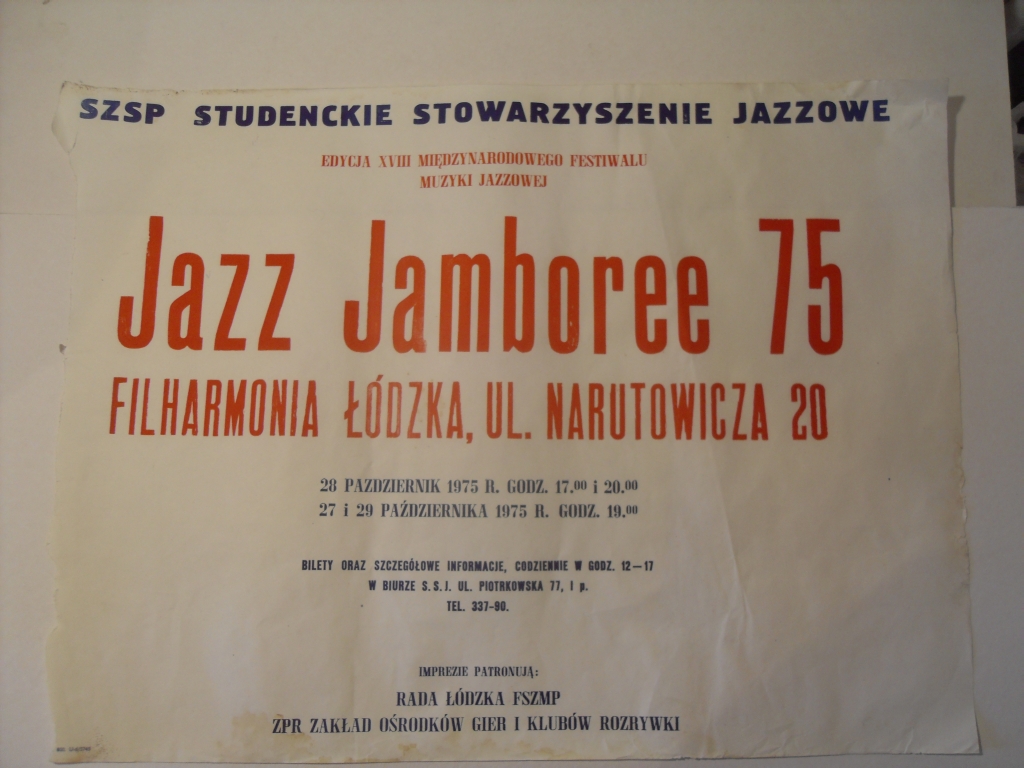 SZSP STUDENCKIE STOWARZYSZENIE JAZZOWE
EDYCJA XVIII MIĘDZYNARODOWEGO FESTIWALU
MUZYKI JAZZOWEJ
Jazz Jamboree 75
FILHARMONIA ŁÓDZKA, UL. NARUTOWICZA 20
28 PAZDZIERNIK 1975 R. GODZ. 17.00 i 20.00
27 i 29 PAŹDZIERNIKA 1975 R. GODZ. 19.00
BILETY ORAZ SZCZEGÓŁOWE INFORMACJE, CODZIENNIE W GODZ. 12—17
W BIURZE S.S.J. UL. PIOTRKOWSKA 77, I p.
TEL. 337-90.
IMPREZIE PATRONUJĄ:
RADA ŁÓDZKA FSZMP
ZPR ZAKŁAD OŚRODKÓW GIER I KLUBÓW ROZRYWKI